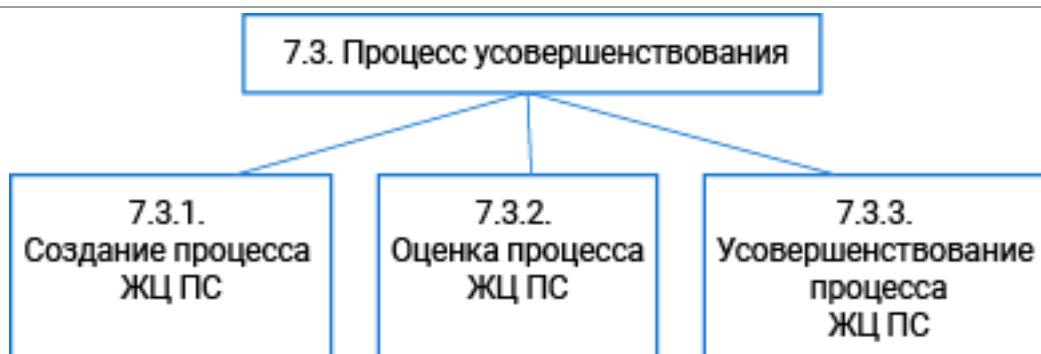 7.3. Процесс усовершенствования
7.3.1.
Создание процесса
ЖЦ ПС
7.3.2.
Оценка процесса
ЖЦ ПС
7.3.3.
Усовершенствование
процесса
ЖЦ ПС